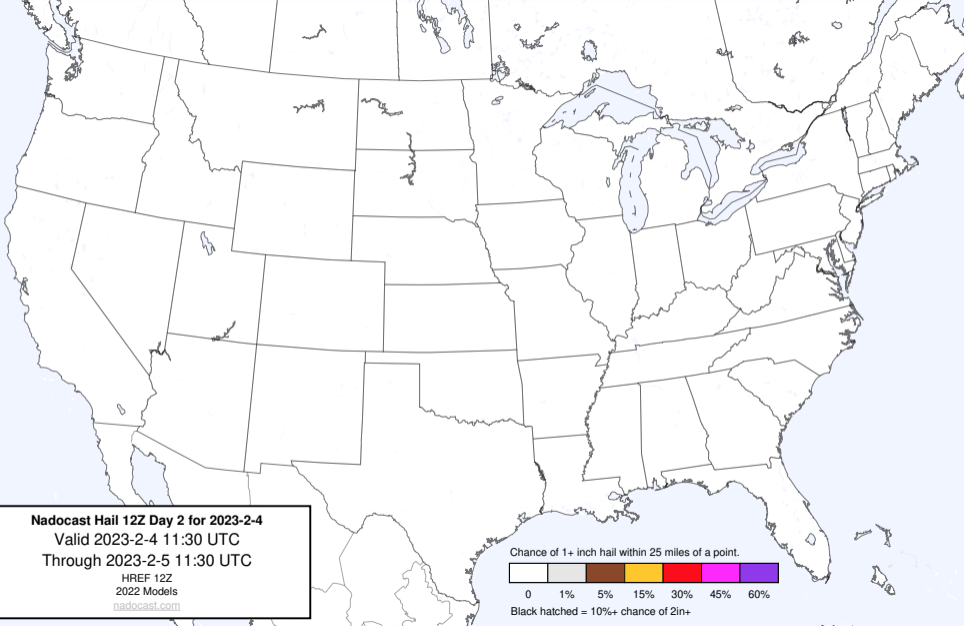 Nadocast Hail 12Z Day 2 for 2023-2-4
Valid 2023-2-4 11:30 UTC
Through 2023-2-5 11:30 UTC
HREF 12Z
2022 Models
nadocast.com
Chance of 1+ inch hail within 25 miles of a point.
0 1% 5% 15% 30% 45% 60%
Black hatched = 10%+ chance of 2in+